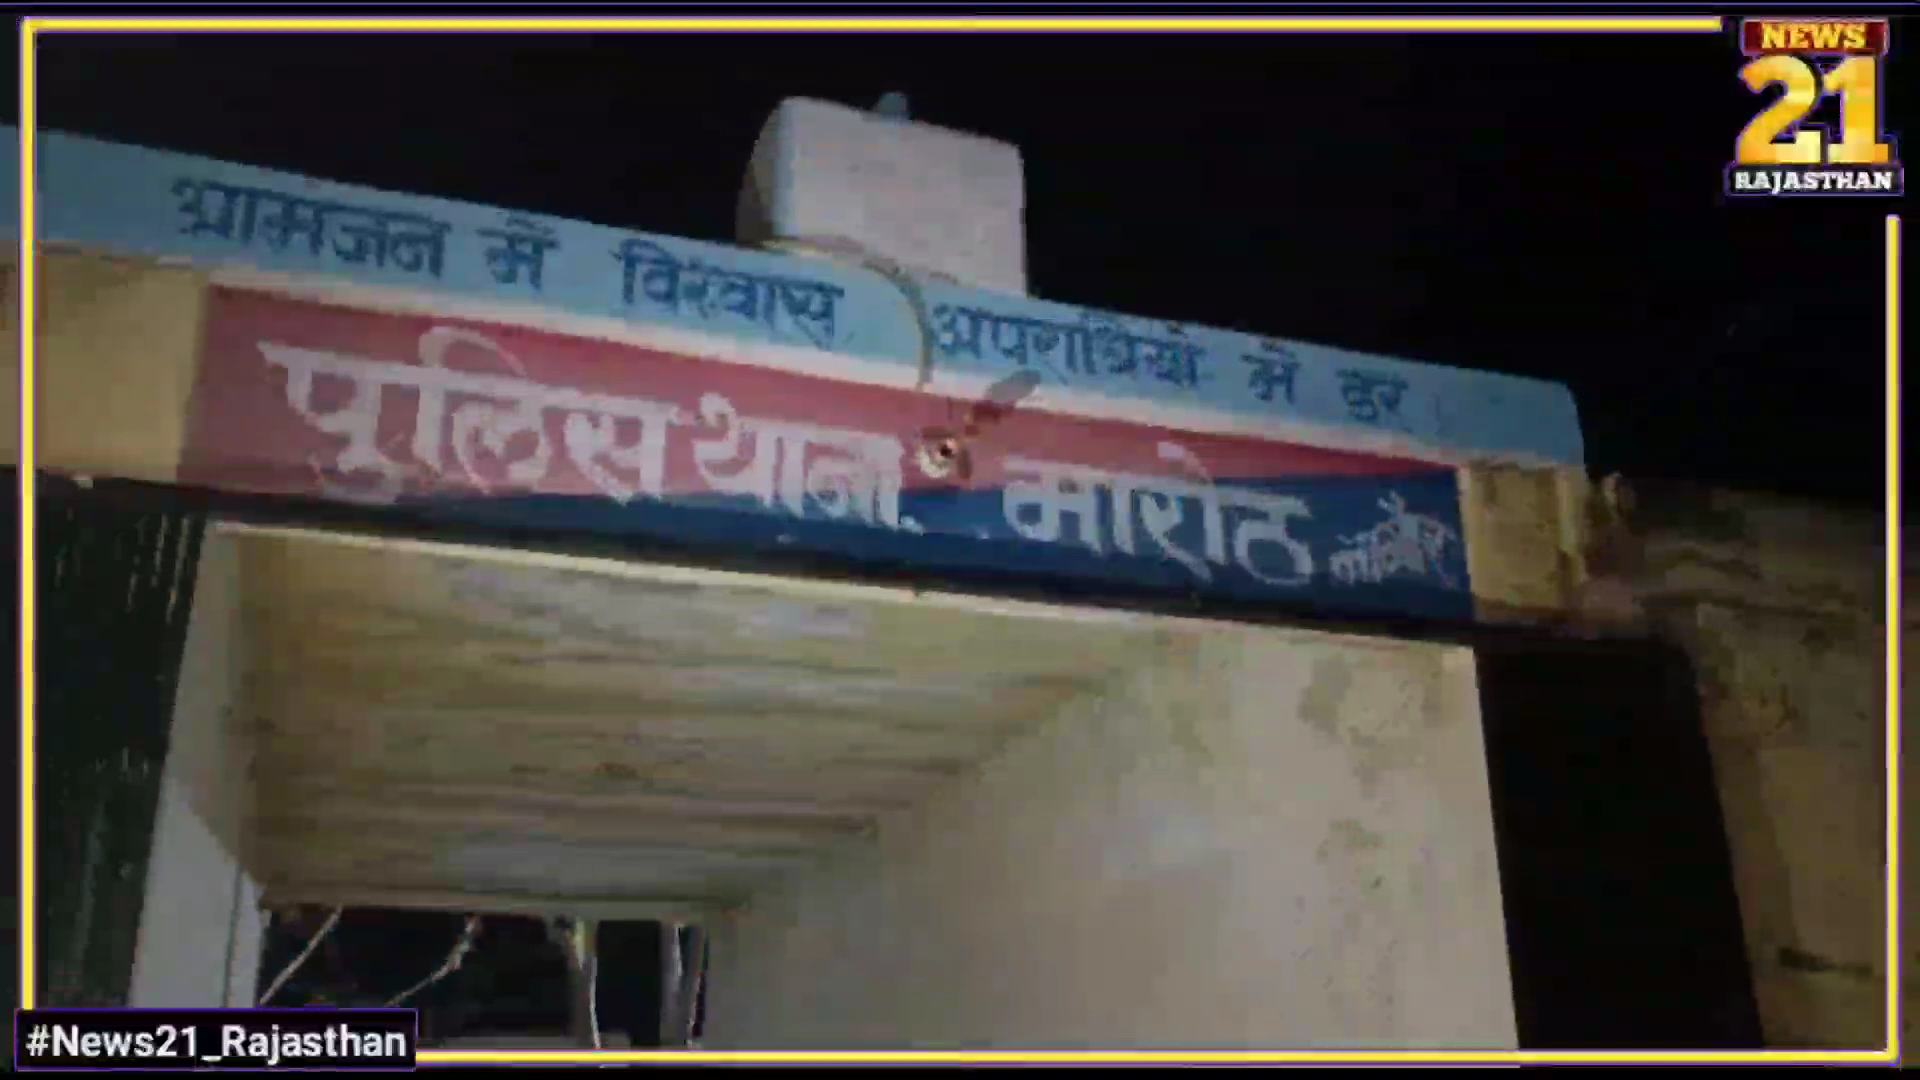 NEWS
21
RAJASTHAN
आमजन में विश्वास अपराधियों में डर
पुलिस थाना मारोठ
#News21_Rajasthan